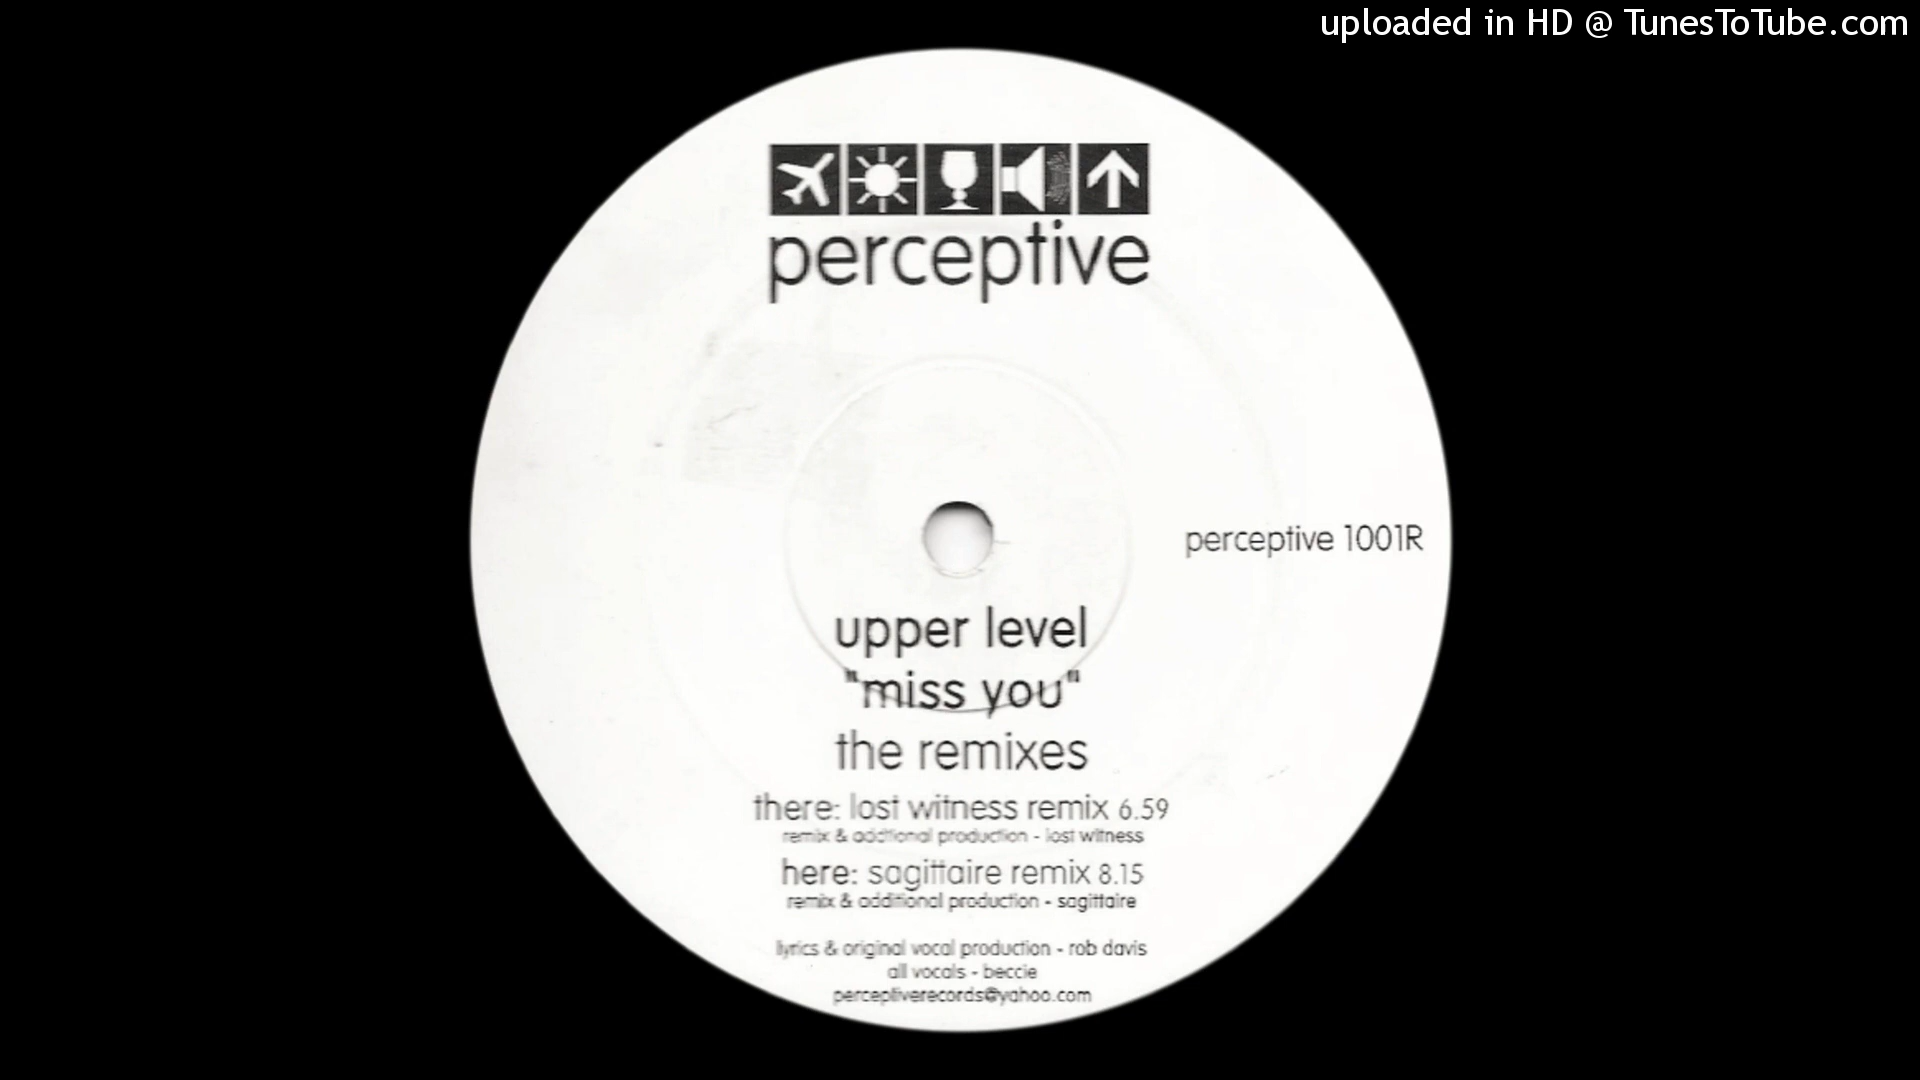 uploaded in HD @ TunesToTube.com
perceptive
perceptive 1001R
upper level
"miss you"
the remixes
there: lost witness remix 6.59
remix & addtional production - lost witness
here: sagittaire remix 8.15
remix & additional production - sagittaire
lyrics & original vocal production - rob davis
all vocals - beccie
perceptiverecords@yahoo.com